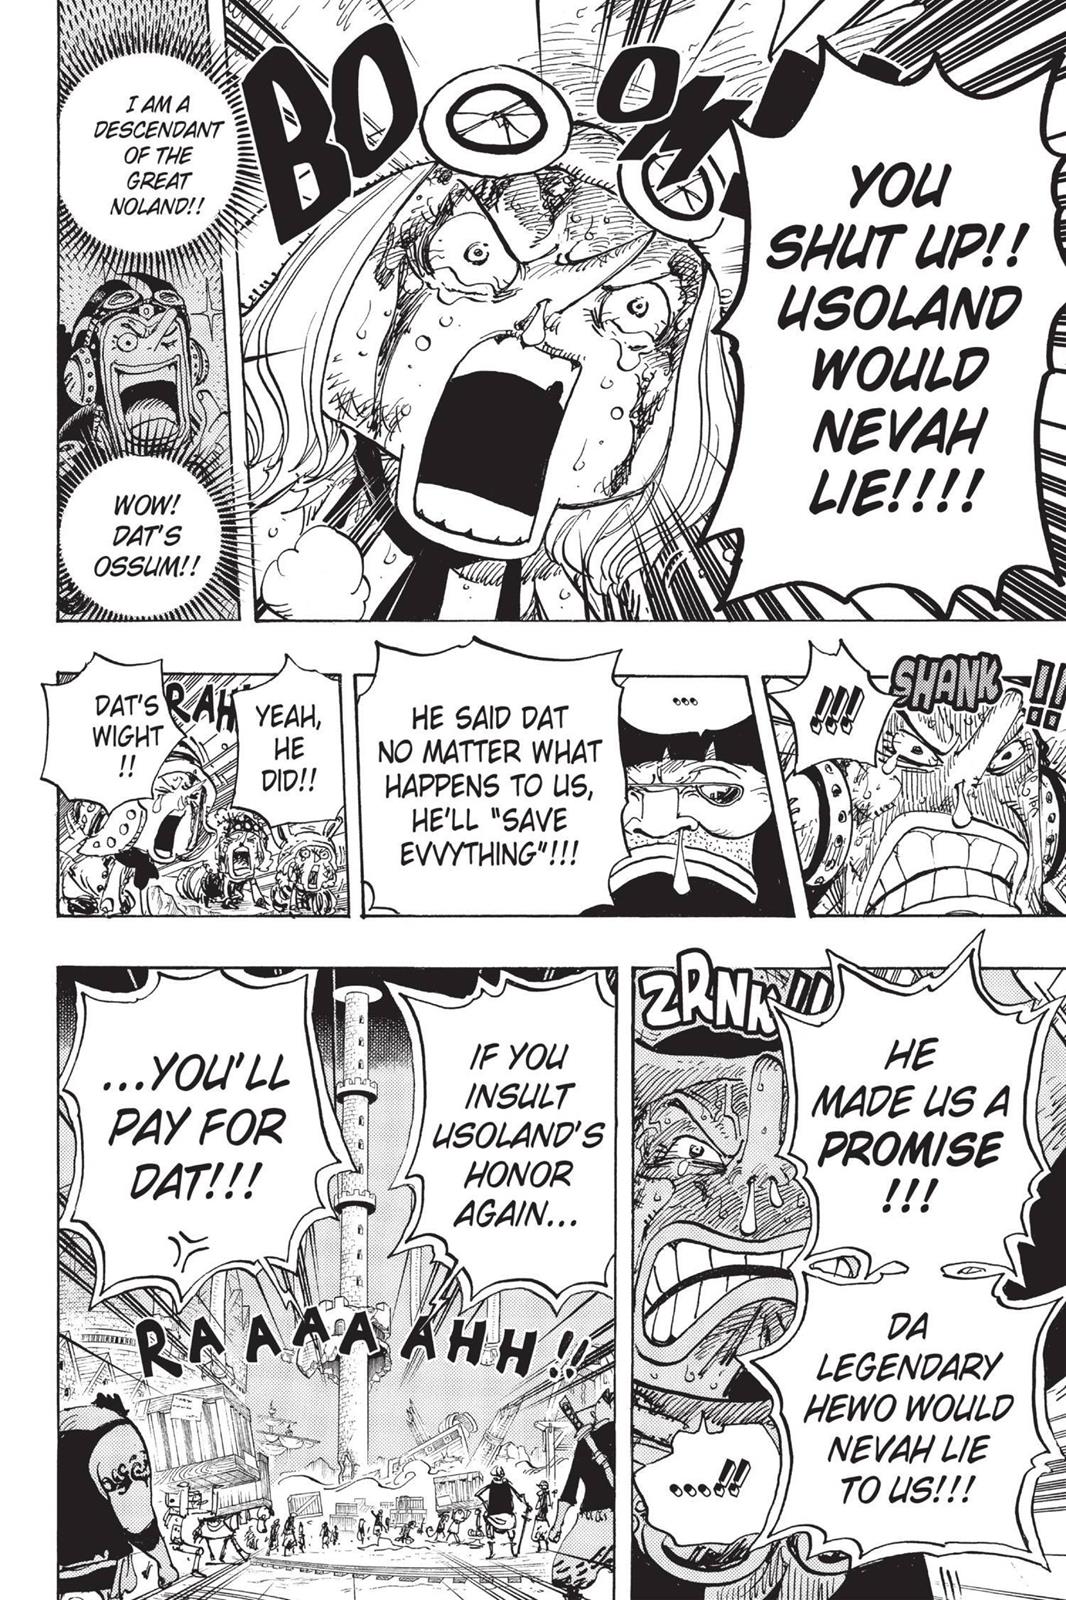 YOU
SHUT UP!!
USOLAND
WOULD
NEVAH
LIE!!!!
BOOOM!!
I AM A
DESCENDANT
OF THE
GREAT
NOLAND!!
WOW!
DAT'S
OSSUM!!
SHANK!!
!!!
...
HE SAID DAT
NO MATTER WHAT
HAPPENS TO US,
HE'LL "SAVE
EVVYTHING"!!!
YEAH,
HE
DID!!
RAHH
DAT'S
WIGHT
!!
HE
MADE US A
PROMISE
!!!
ZRNK!!
DA
LEGENDARY
HEWO WOULD
NEVAH LIE
TO US!!!
....!!
IF YOU
INSULT
USOLAND'S
HONOR
AGAIN...
...YOU'LL
PAY FOR
DAT!!!
RAAAAAHH!!